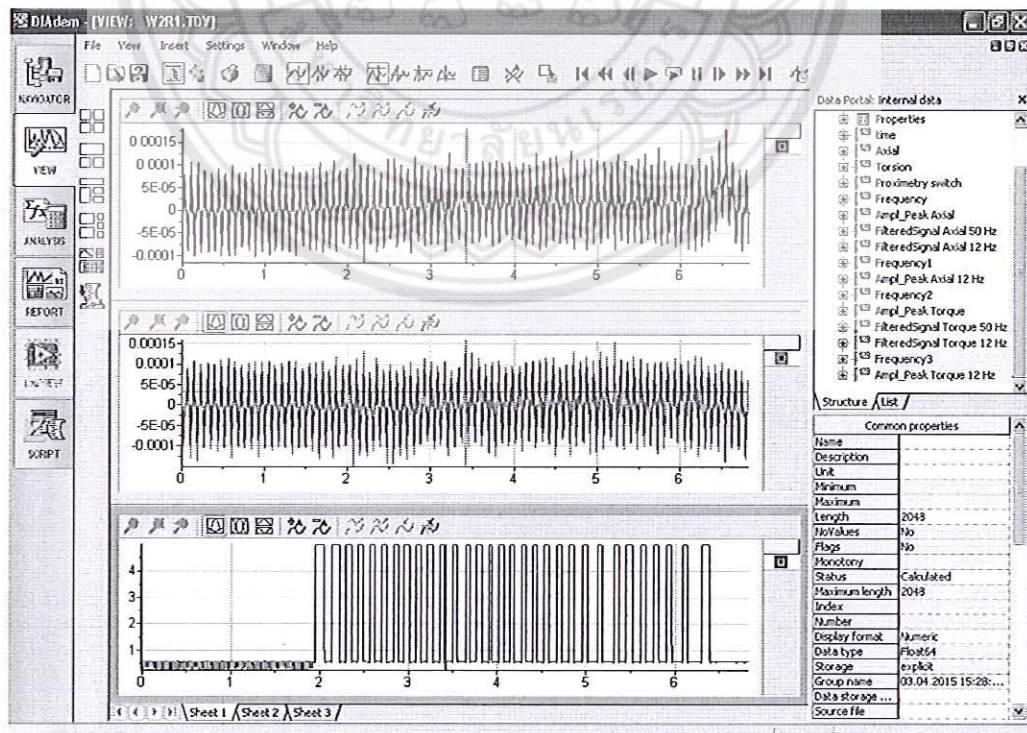 DIAdem - [VIEW: W2R1.TDV]
File View Insert Settings Window Help
NAVIGATOR
VIEW
ANALYSIS
REPORT
SCRIPT
0.00015
0.0001
5E-05
0
-5E-05
-0.0001
0 1 2 3 4 5 6
0.00015
0.0001
5E-05
0
-5E-05
-0.0001
0 1 2 3 4 5 6
4
3
2
1
0 1 2 3 4 5 6
Sheet 1 Sheet 2 Sheet 3
Data Portal: Internal data
Properties
time
Axial
Torsion
Proximetry switch
Frequency
Ampl_Peak Axial
FilteredSignal Axial 50 Hz
FilteredSignal Axial 12 Hz
Frequency1
Ampl_Peak Axial 12 Hz
Frequency2
Ampl_Peak Torque
FilteredSignal Torque 50 Hz
FilteredSignal Torque 12 Hz
Frequency3
Ampl_Peak Torque 12 Hz
Structure List
Common properties
Name
Description
Unit
Minimum
Maximum
Length 2048
NoValues No
Flags No
Monotony
Status Calculated
Maximum length 2048
Index
Number
Display format Numeric
Data type Float64
Storage explicit
Group name 03.04.2015 15:28:...
Data storage ...
Source file